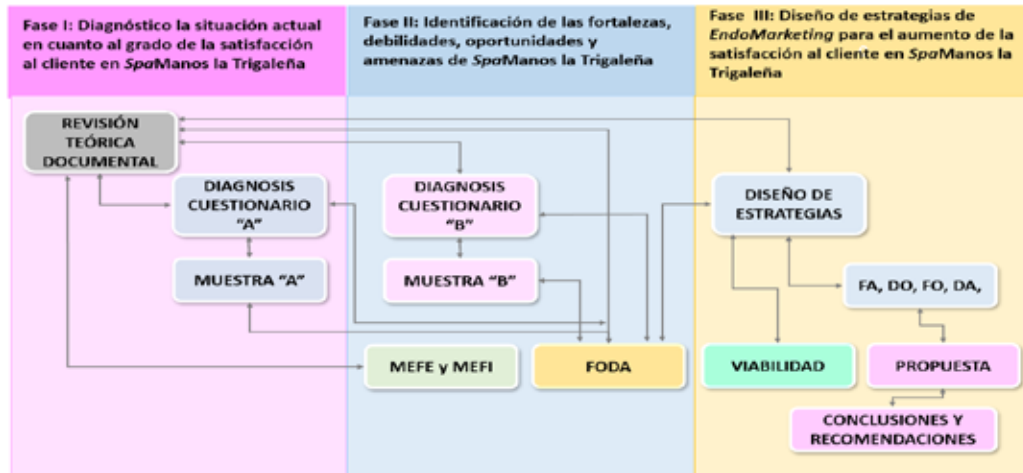 Fase I: Diagnóstico la situación actual
en cuanto al grado de la satisfacción
al cliente en SpaManos la Trigaleña
Fase II: Identificación de las fortalezas,
debilidades, oportunidades y
amenazas de SpaManos la Trigaleña
Fase III: Diseño de estrategias de
EndoMarketing para el aumento de la
satisfacción al cliente en SpaManos la
Trigaleña
REVISIÓN
TEÓRICA
DOCUMENTAL
DIAGNOSIS
CUESTIONARIO
“A”
MUESTRA “A”
DIAGNOSIS
CUESTIONARIO
“B”
MUESTRA “B”
MEFE y MEFI
FODA
DISEÑO DE
ESTRATEGIAS
FA, DO, FO, DA,
VIABILIDAD
PROPUESTA
CONCLUSIONES Y
RECOMENDACIONES